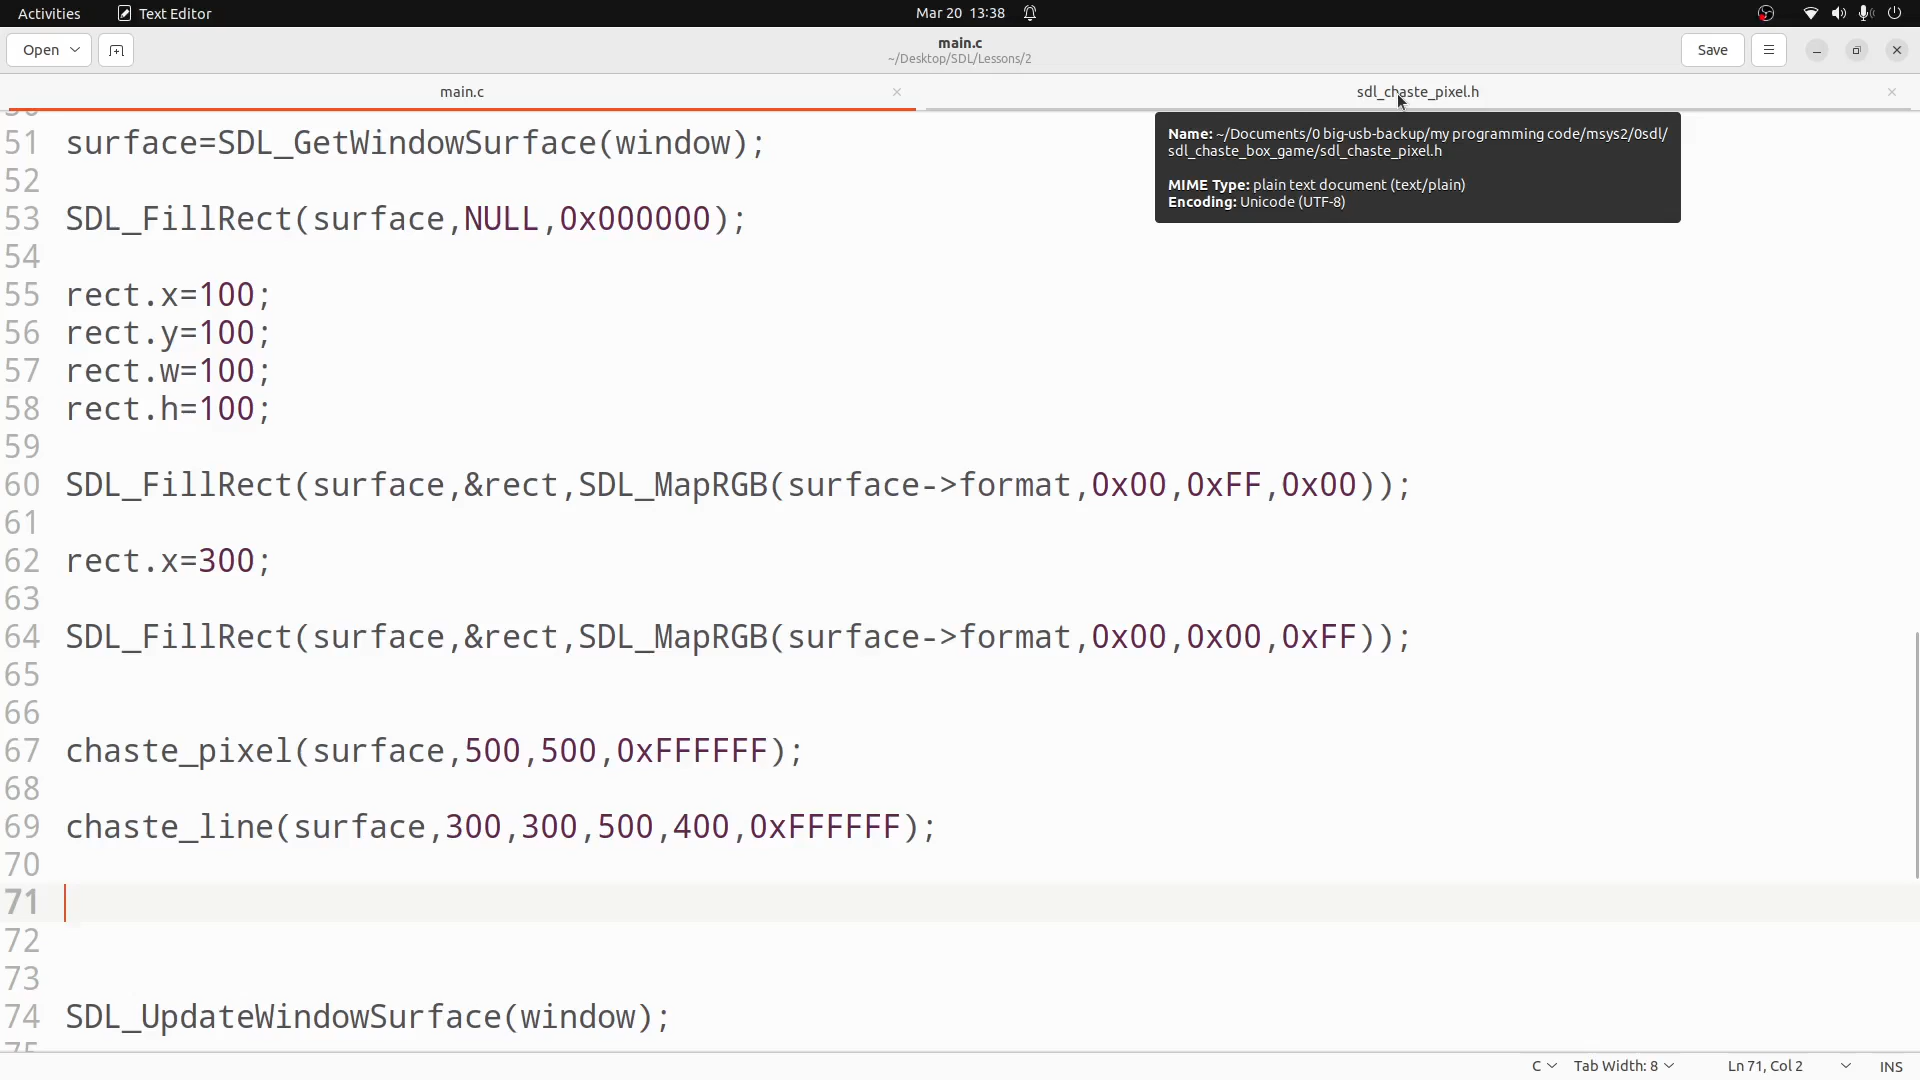 Activities
Text Editor
Mar 20 13:38
Open
main.c
~/Desktop/SDL/Lessons/2
Save
main.c
sdl_chaste_pixel.h
Name: ~/Documents/0 big-usb-backup/my programming code/msys2/0sdl/
sdl_chaste_box_game/sdl_chaste_pixel.h
MIME Type: plain text document (text/plain)
Encoding: Unicode (UTF-8)
51 surface=SDL_GetWindowSurface(window);
52
53 SDL_FillRect(surface,NULL,0x000000);
54
55 rect.x=100;
56 rect.y=100;
57 rect.w=100;
58 rect.h=100;
59
60 SDL_FillRect(surface,&rect,SDL_MapRGB(surface->format,0x00,0xFF,0x00));
61
62 rect.x=300;
63
64 SDL_FillRect(surface,&rect,SDL_MapRGB(surface->format,0x00,0x00,0xFF));
65
66
67 chaste_pixel(surface,500,500,0xFFFFFF);
68
69 chaste_line(surface,300,300,500,400,0xFFFFFF);
70
71
72
73
74 SDL_UpdateWindowSurface(window);
C
Tab Width: 8
Ln 71, Col 2
INS